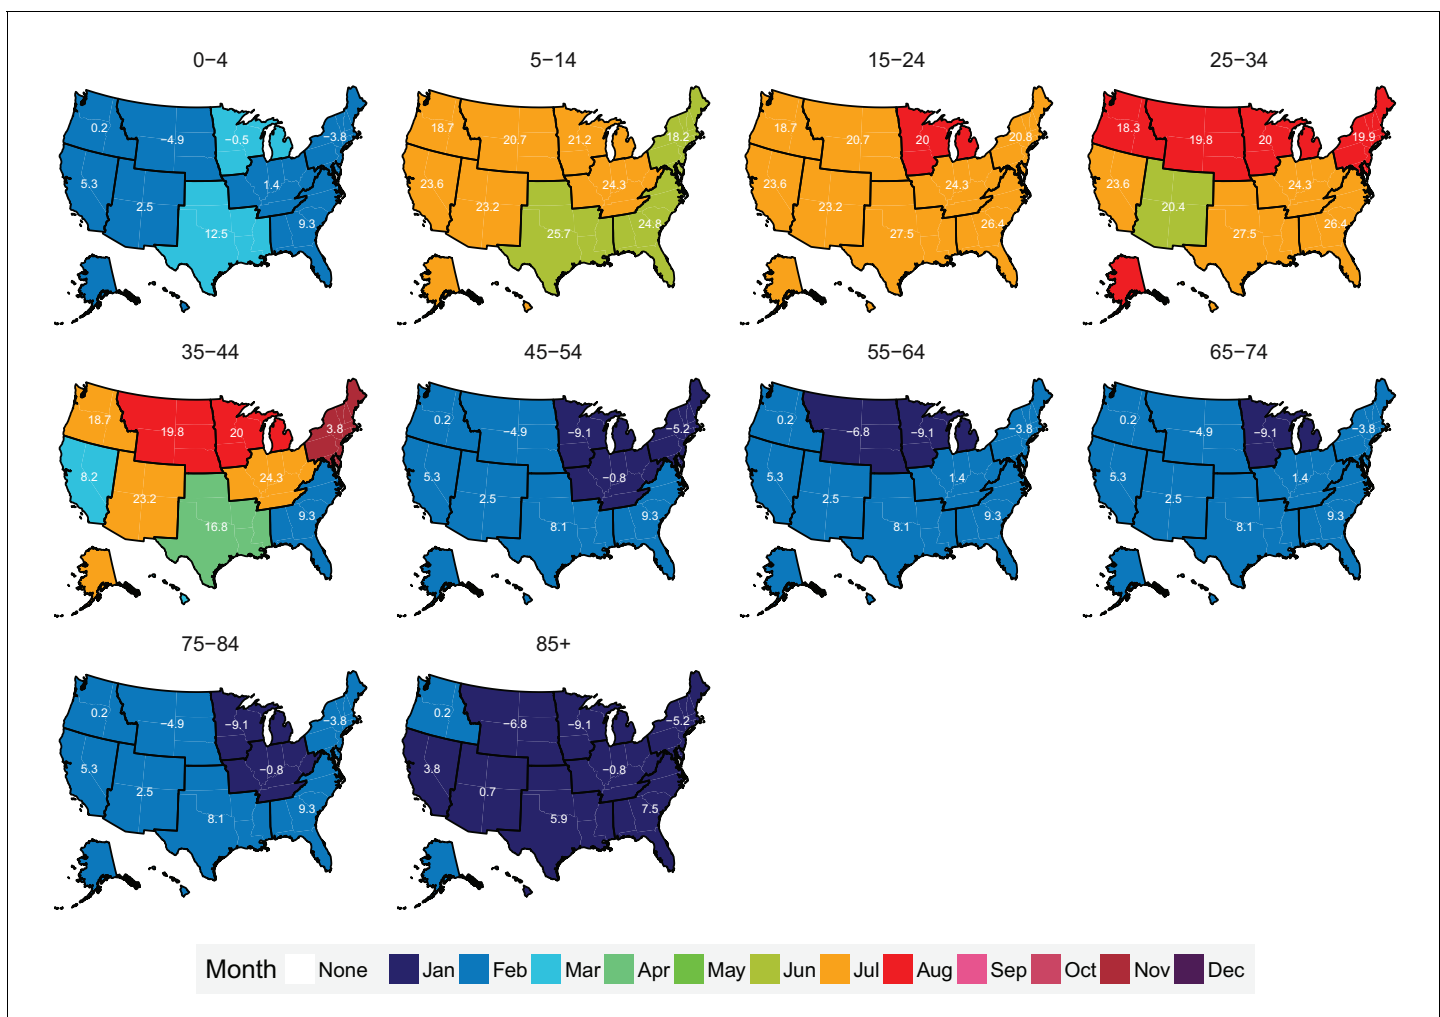 0−4 5−14 15−24 25−34
0.2 −4.9 −0.5 −3.8 5.3 2.5 1.4 12.5 9.3
18.7 20.7 21.2 18.2 23.6 23.2 24.3 25.7 24.8
18.7 20.7 20 20.8 23.6 23.2 24.3 27.5 26.4
18.3 19.8 20 19.9 23.6 20.4 24.3 27.5 26.4
35−44 45−54 55−64 65−74
18.7 19.8 20 3.8 8.2 23.2 24.3 16.8 9.3
0.2 −4.9 −9.1 −5.2 5.3 2.5 −0.8 8.1 9.3
0.2 −6.8 −9.1 −3.8 5.3 2.5 1.4 8.1 9.3
0.2 −4.9 −9.1 −3.8 5.3 2.5 1.4 8.1 9.3
75−84 85+
0.2 −4.9 −9.1 −3.8 5.3 2.5 −0.8 8.1 9.3
0.2 −6.8 −9.1 −5.2 3.8 0.7 −0.8 5.9 7.5
Month None Jan Feb Mar Apr May Jun Jul Aug Sep Oct Nov Dec